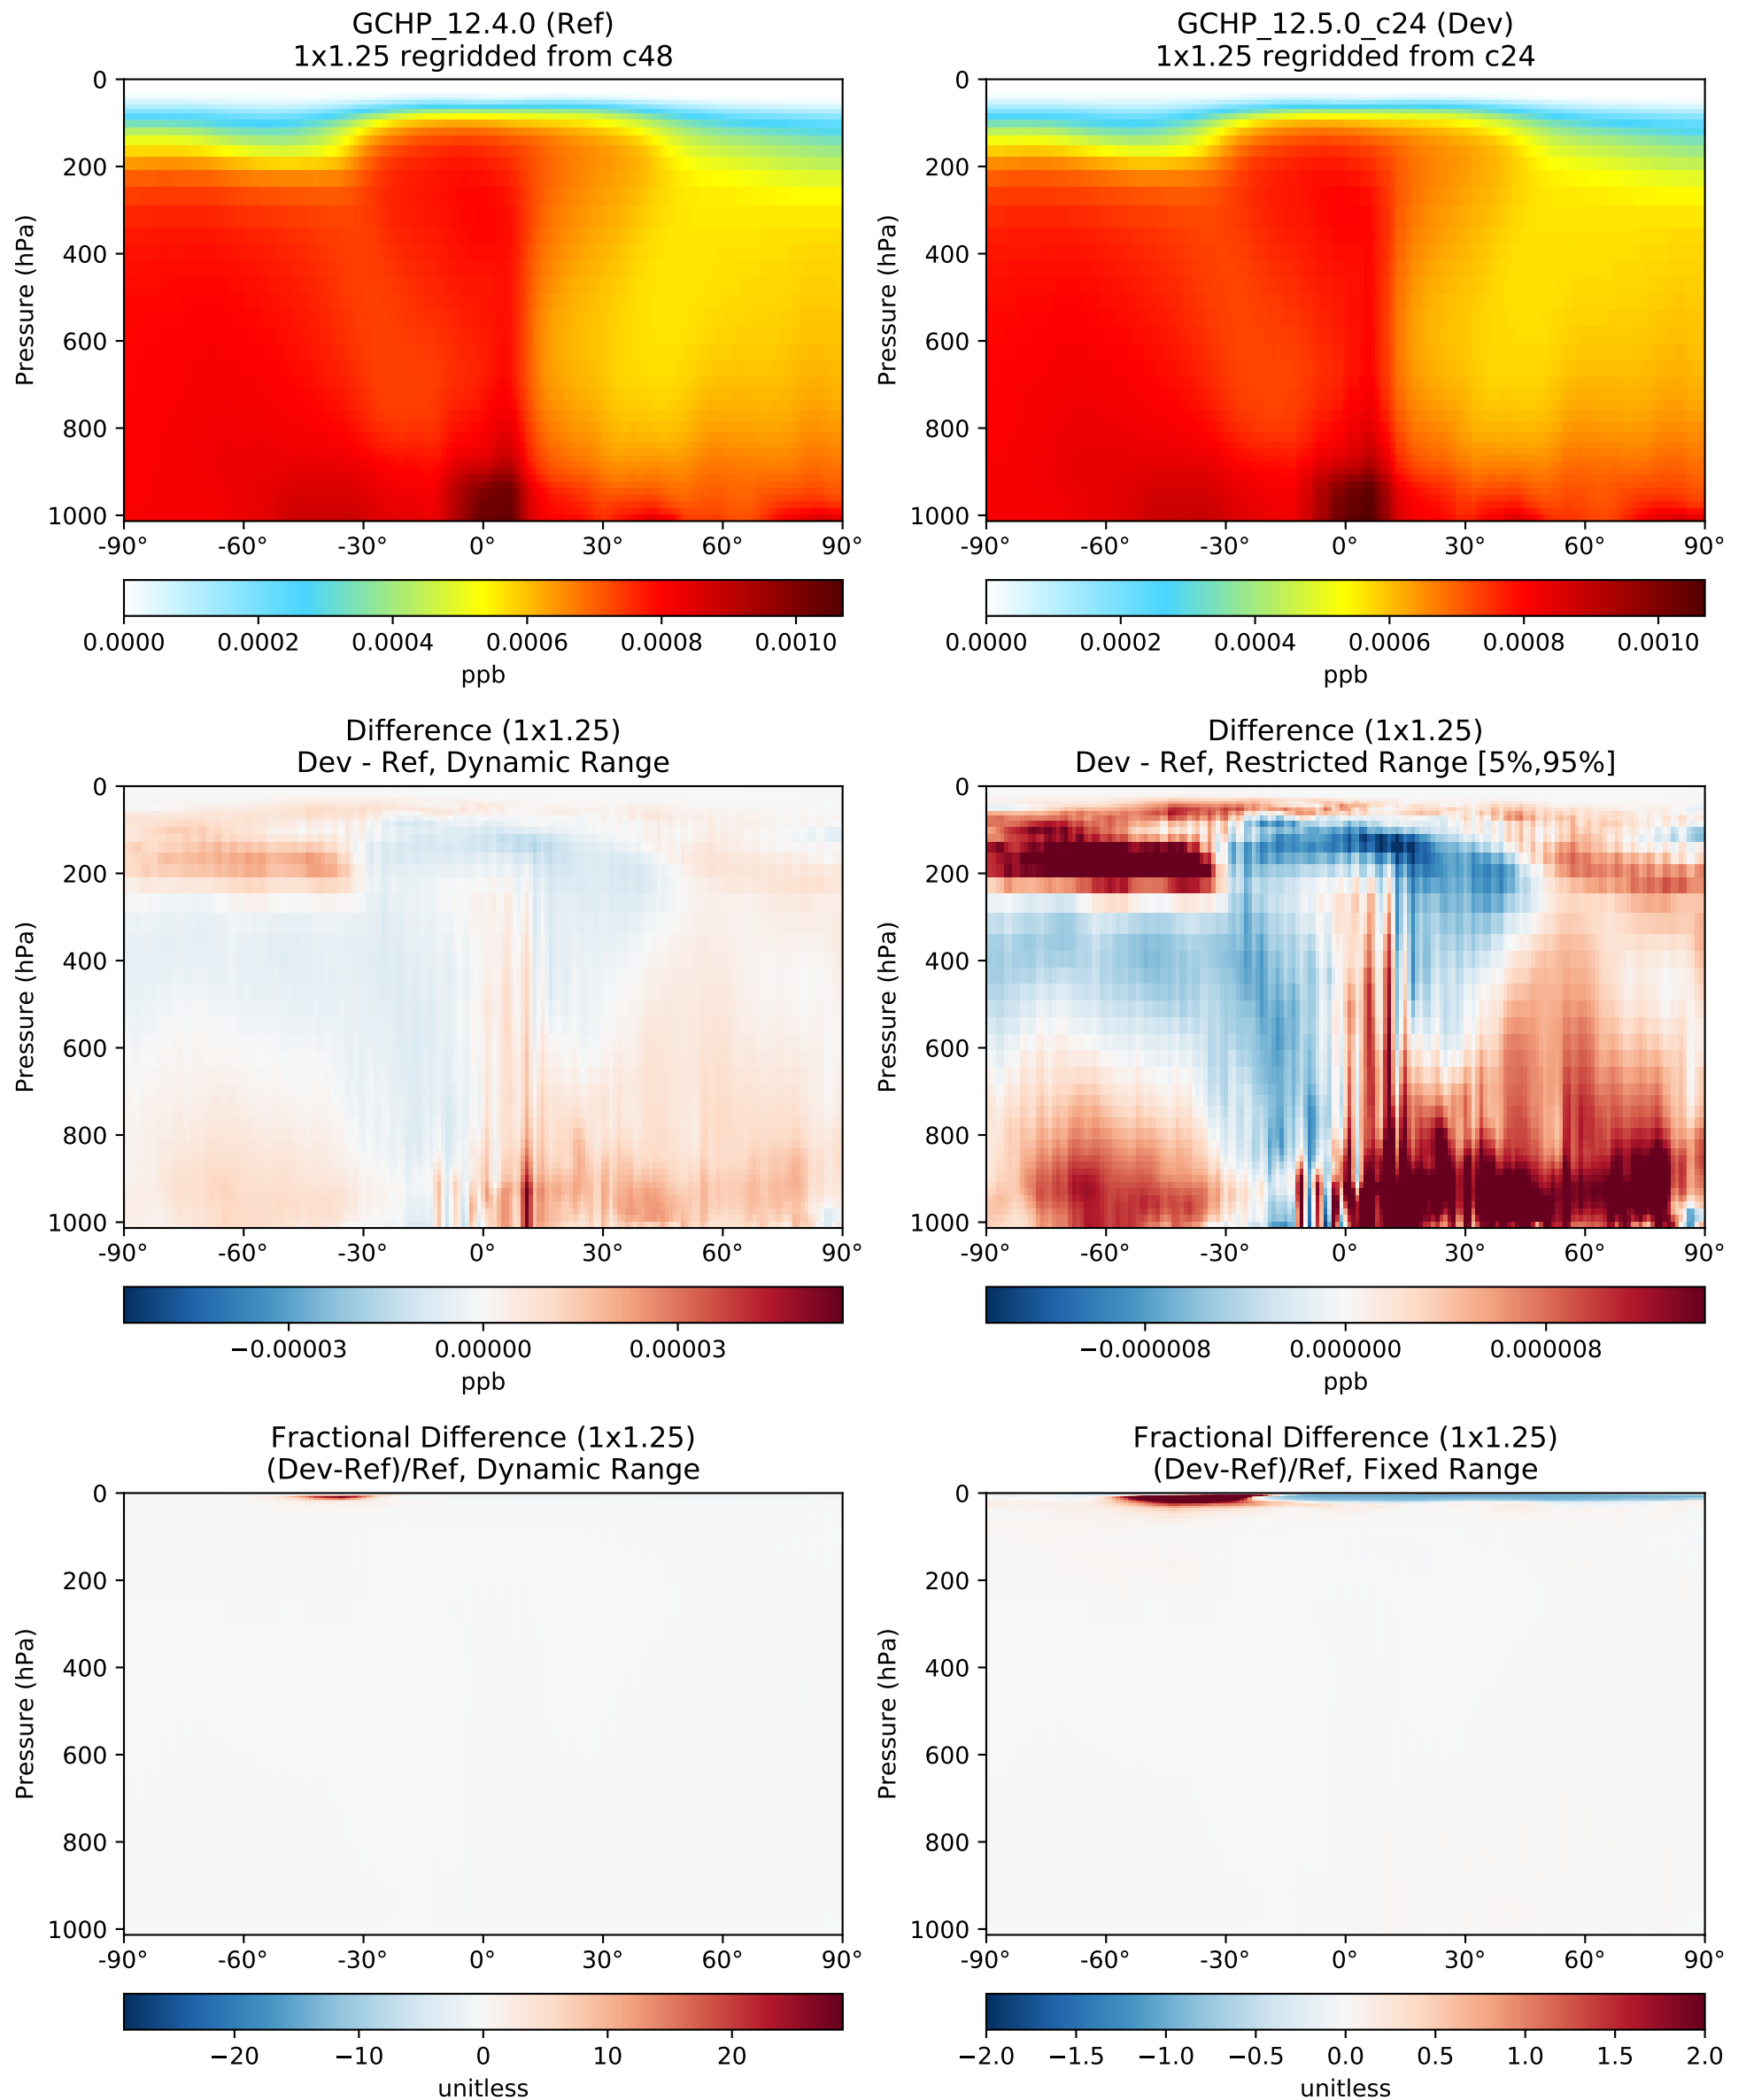 GCHP_12.4.0 (Ref)
1x1.25 regridded from c48
0
200
400
600
800
1000
Pressure (hPa)
-90° -60° -30° 0° 30° 60° 90°
0.0000 0.0002 0.0004 0.0006 0.0008 0.0010
ppb
GCHP_12.5.0_c24 (Dev)
1x1.25 regridded from c24
0
200
400
600
800
1000
Pressure (hPa)
-90° -60° -30° 0° 30° 60° 90°
0.0000 0.0002 0.0004 0.0006 0.0008 0.0010
ppb
Difference (1x1.25)
Dev - Ref, Dynamic Range
0
200
400
600
800
1000
Pressure (hPa)
-90° -60° -30° 0° 30° 60° 90°
−0.00003 0.00000 0.00003
ppb
Difference (1x1.25)
Dev - Ref, Restricted Range [5%,95%]
0
200
400
600
800
1000
Pressure (hPa)
-90° -60° -30° 0° 30° 60° 90°
−0.000008 0.000000 0.000008
ppb
Fractional Difference (1x1.25)
(Dev-Ref)/Ref, Dynamic Range
0
200
400
600
800
1000
Pressure (hPa)
-90° -60° -30° 0° 30° 60° 90°
−20 −10 0 10 20
unitless
Fractional Difference (1x1.25)
(Dev-Ref)/Ref, Fixed Range
0
200
400
600
800
1000
Pressure (hPa)
-90° -60° -30° 0° 30° 60° 90°
−2.0 −1.5 −1.0 −0.5 0.0 0.5 1.0 1.5 2.0
unitless